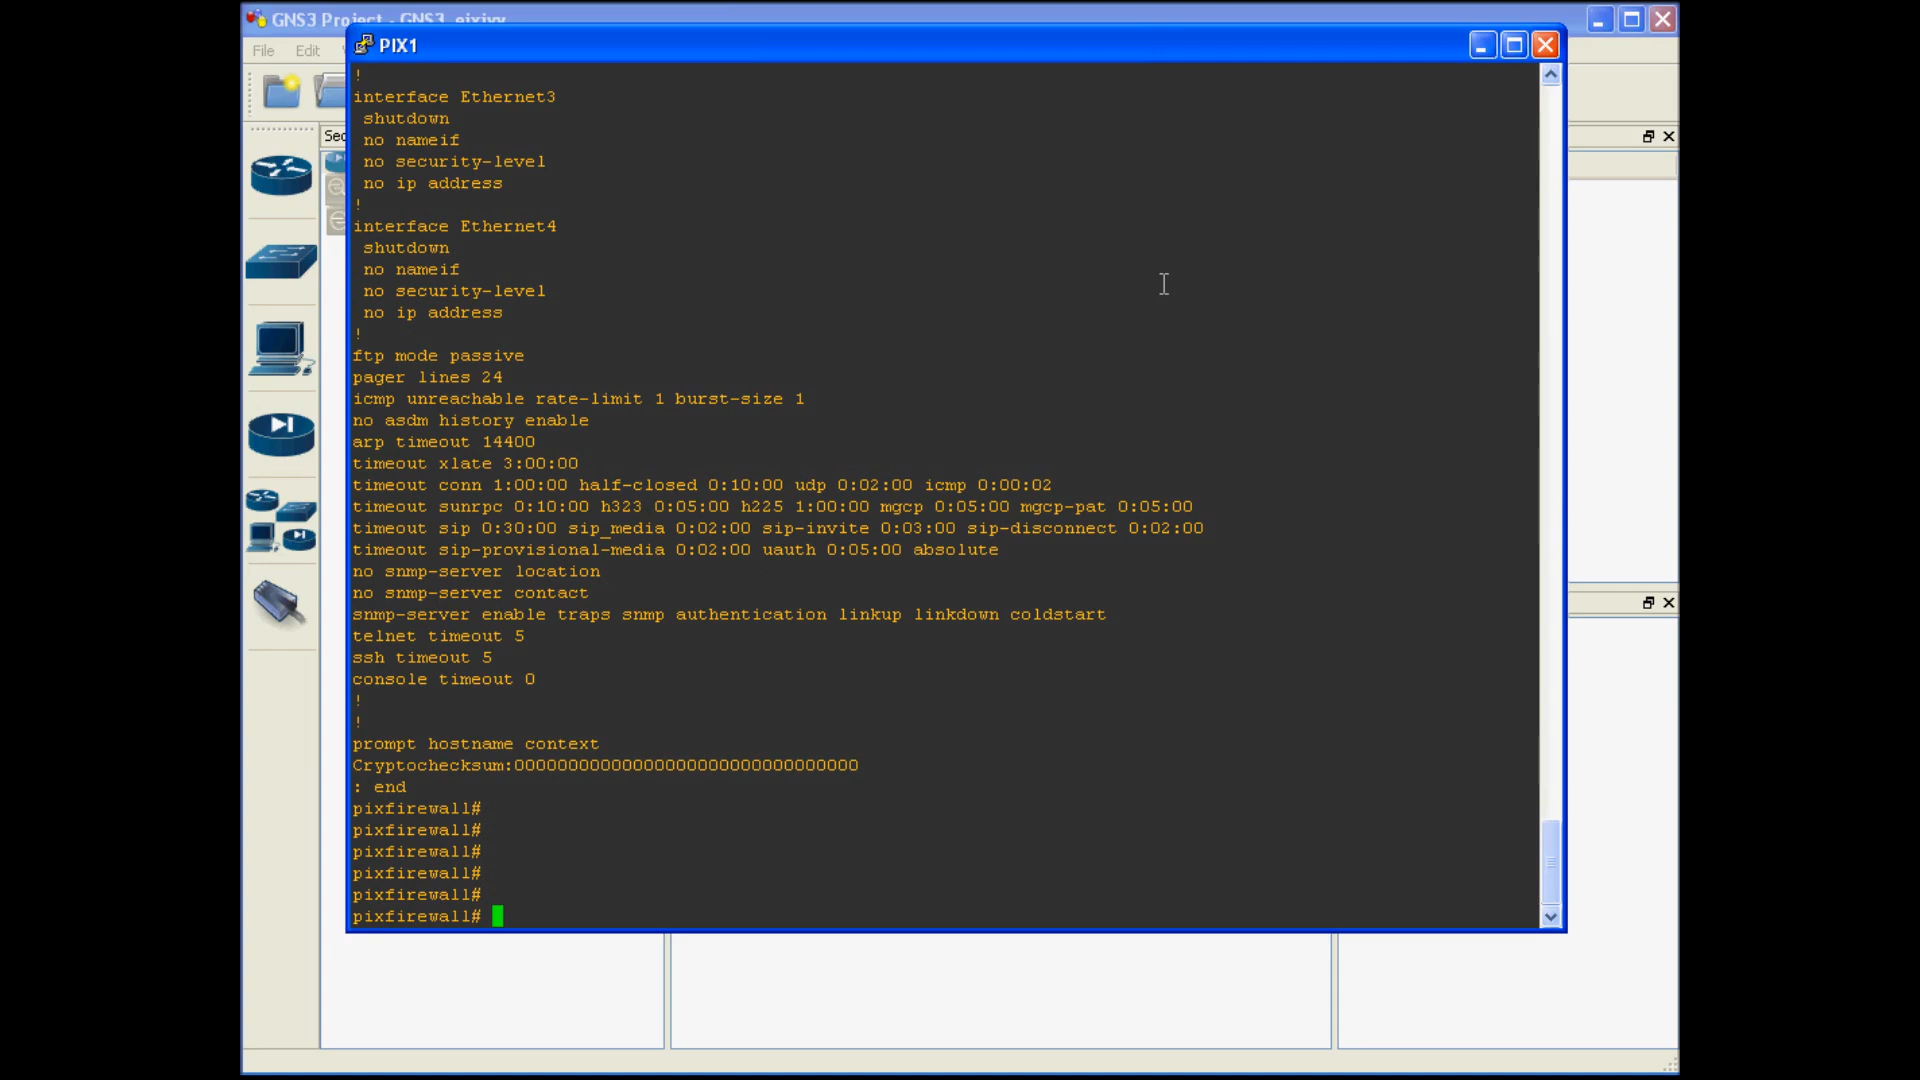 GNS3 Project - GNS3_eixivy
PIX1
File Edit
!
interface Ethernet3
 shutdown
 no nameif
 no security-level
 no ip address
!
interface Ethernet4
 shutdown
 no nameif
 no security-level
 no ip address
!
ftp mode passive
pager lines 24
icmp unreachable rate-limit 1 burst-size 1
no asdm history enable
arp timeout 14400
timeout xlate 3:00:00
timeout conn 1:00:00 half-closed 0:10:00 udp 0:02:00 icmp 0:00:02
timeout sunrpc 0:10:00 h323 0:05:00 h225 1:00:00 mgcp 0:05:00 mgcp-pat 0:05:00
timeout sip 0:30:00 sip_media 0:02:00 sip-invite 0:03:00 sip-disconnect 0:02:00
timeout sip-provisional-media 0:02:00 uauth 0:05:00 absolute
no snmp-server location
no snmp-server contact
snmp-server enable traps snmp authentication linkup linkdown coldstart
telnet timeout 5
ssh timeout 5
console timeout 0
!
!
prompt hostname context
Cryptochecksum:00000000000000000000000000000000
: end
pixfirewall#
pixfirewall#
pixfirewall#
pixfirewall#
pixfirewall#
pixfirewall#